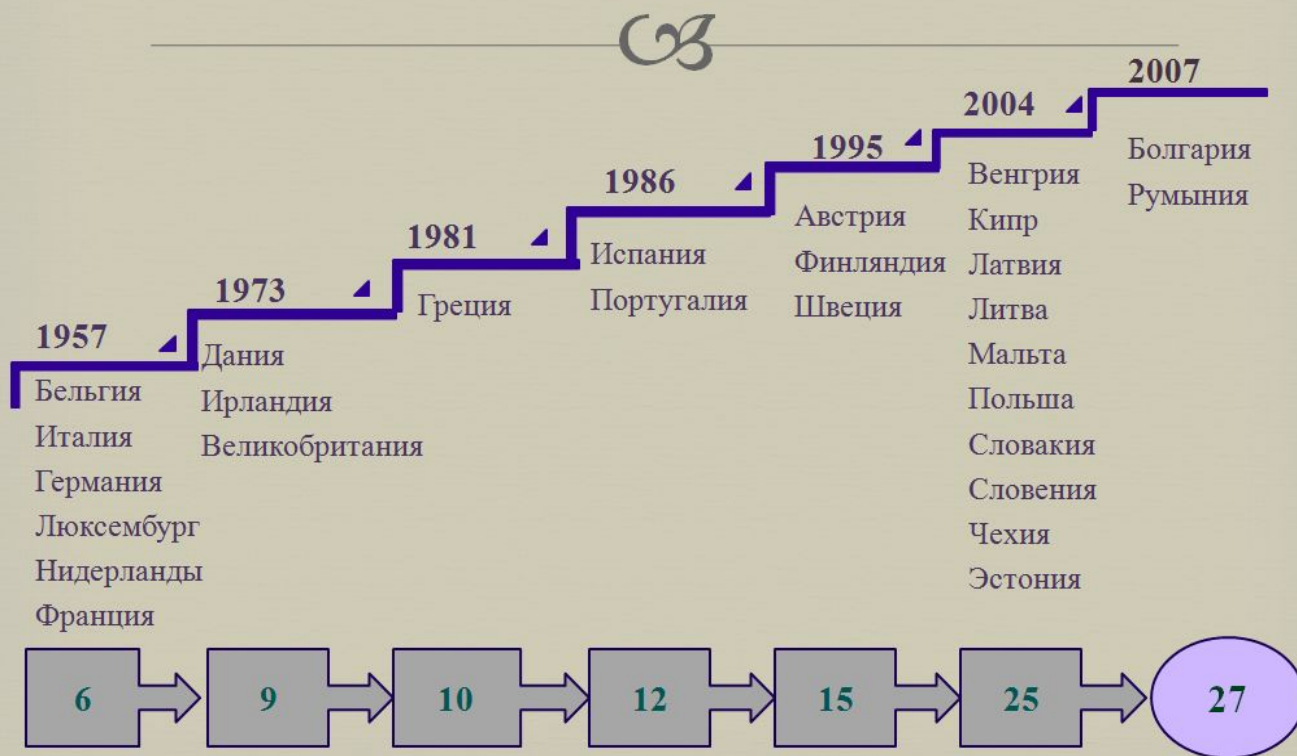 1957
Бельгия
Италия
Германия
Люксембург
Нидерланды
Франция
1973
Дания
Ирландия
Великобритания
1981
Греция
1986
Испания
Португалия
1995
Австрия
Финляндия
Швеция
2004
Венгрия
Кипр
Латвия
Литва
Мальта
Польша
Словакия
Словения
Чехия
Эстония
2007
Болгария
Румыния
6
9
10
12
15
25
27